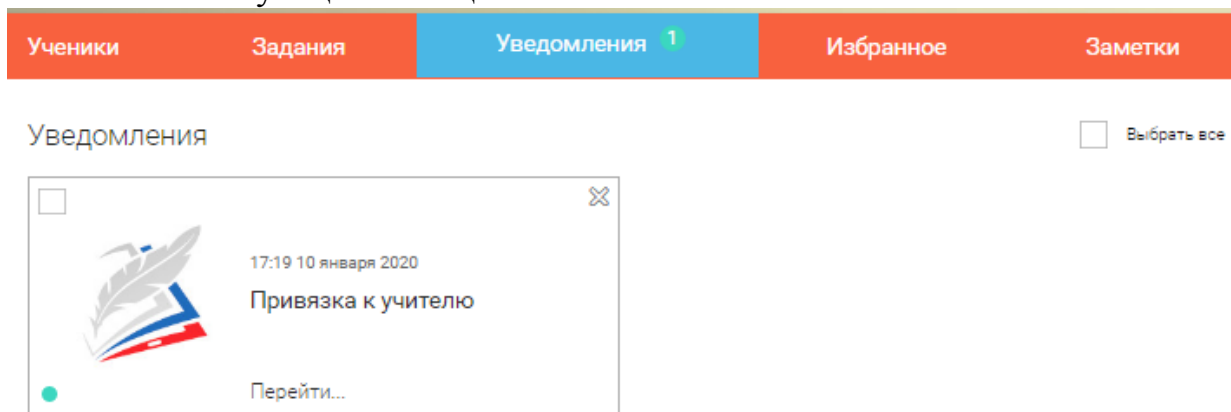 Ученики Задания Уведомления 1 Избранное Заметки
Уведомления Выбрать все
17:19 10 января 2020
Привязка к учителю
Перейти...